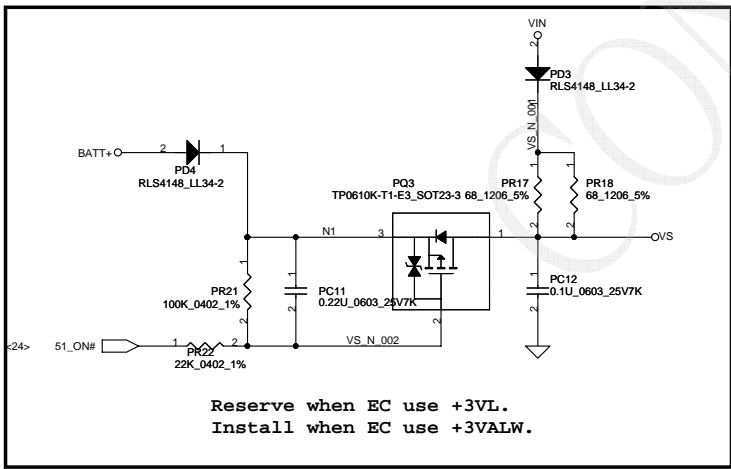 VIN
2
PD3
RLS4148_LL34-2
1
VS_N_001
BATT+
2
1
PD4
RLS4148_LL34-2
PQ3
TP0610K-T1-E3_SOT23-3
PR17
68_1206_5%
1
2
PR18
68_1206_5%
1
2
N1
3
1
VS
1
PR21
100K_0402_1%
2
1
PC11
0.22U_0603_25V7K
2
2
1
PC12
0.1U_0603_25V7K
2
<24>
51_ON#
1
2
PR22
22K_0402_1%
VS_N_002
Reserve when EC use +3VL.
Install when EC use +3VALW.
CON